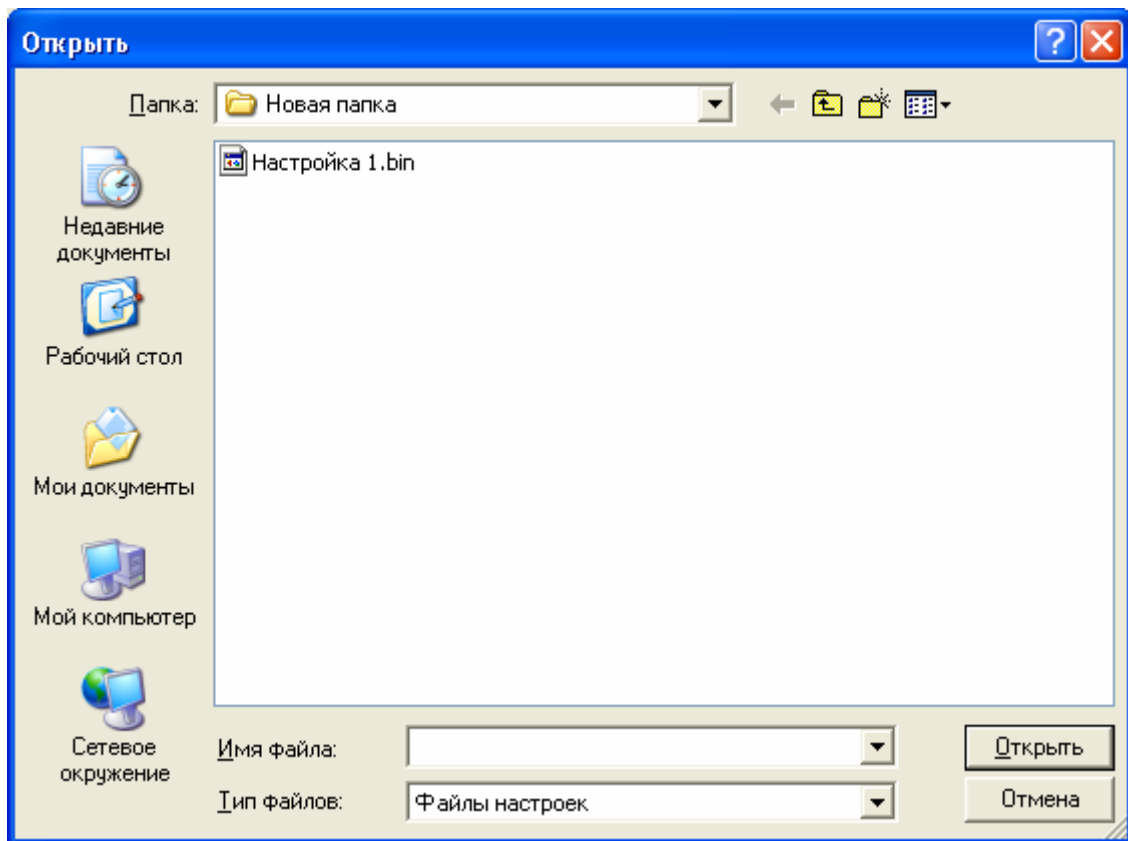 Открыть
Папка:
Новая папка
Настройка 1.bin
Недавние
документы
Рабочий стол
Мои документы
Мой компьютер
Сетевое
окружение
Имя файла:
Открыть
Тип файлов:
Файлы настроек
Отмена